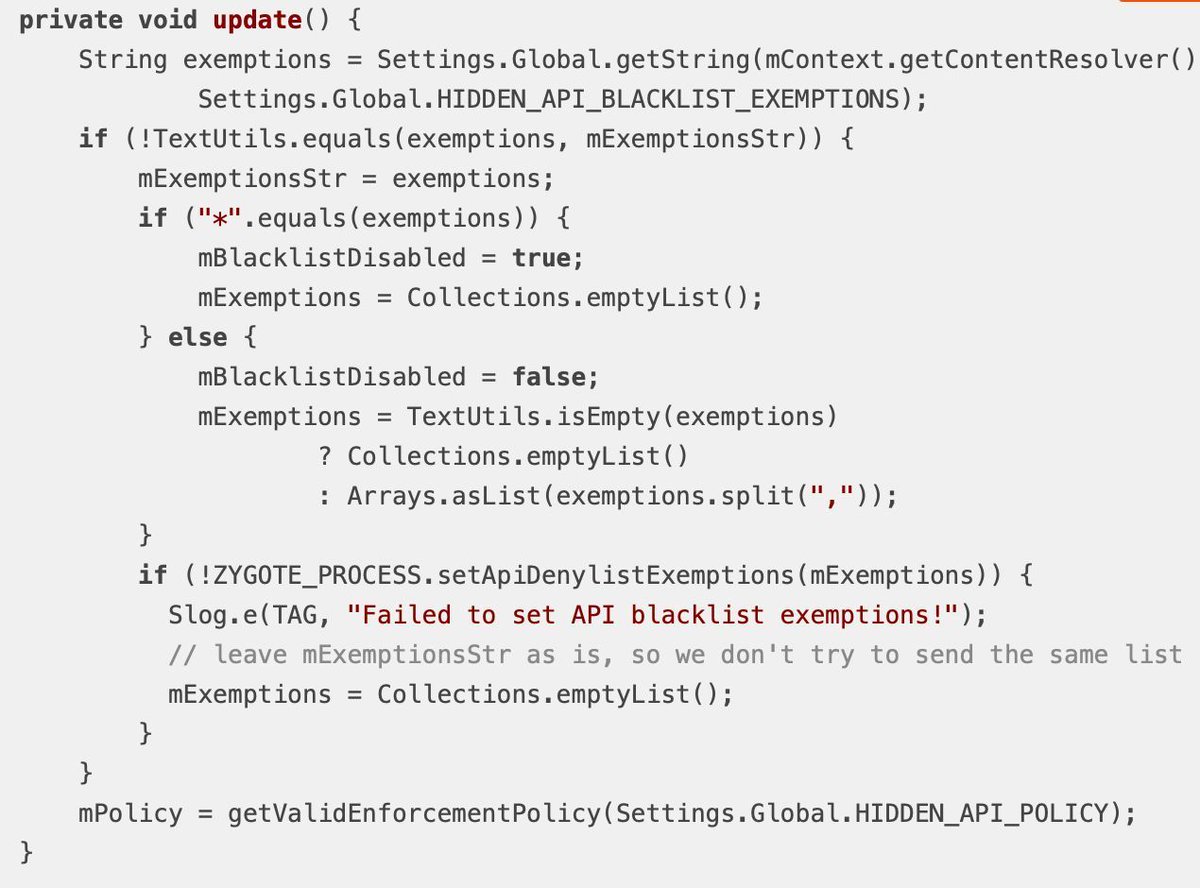 private void update() {
    String exemptions = Settings.Global.getString(mContext.getContentResolver()
            Settings.Global.HIDDEN_API_BLACKLIST_EXEMPTIONS);
    if (!TextUtils.equals(exemptions, mExemptionsStr)) {
        mExemptionsStr = exemptions;
        if ("*".equals(exemptions)) {
            mBlacklistDisabled = true;
            mExemptions = Collections.emptyList();
        } else {
            mBlacklistDisabled = false;
            mExemptions = TextUtils.isEmpty(exemptions)
                    ? Collections.emptyList()
                    : Arrays.asList(exemptions.split(","));
        }
        if (!ZYGOTE_PROCESS.setApiDenylistExemptions(mExemptions)) {
          Slog.e(TAG, "Failed to set API blacklist exemptions!");
          // leave mExemptionsStr as is, so we don't try to send the same list
          mExemptions = Collections.emptyList();
        }
    }
    mPolicy = getValidEnforcementPolicy(Settings.Global.HIDDEN_API_POLICY);
}